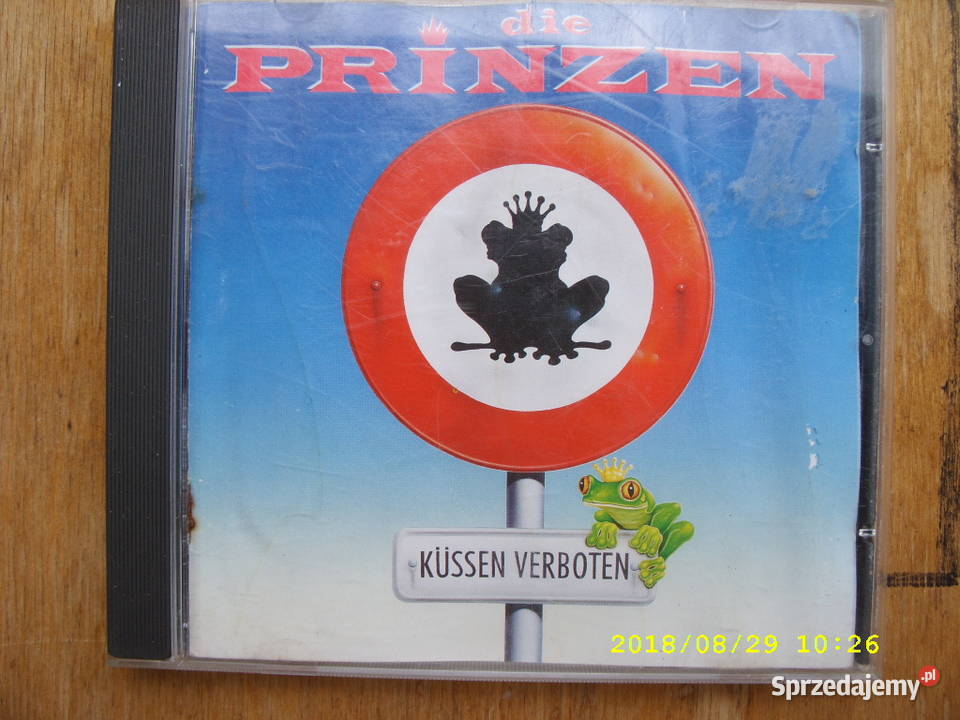 die
PRINZEN
KÜSSEN VERBOTEN
2018/08/29 10:26
Sprzedajemy.pl